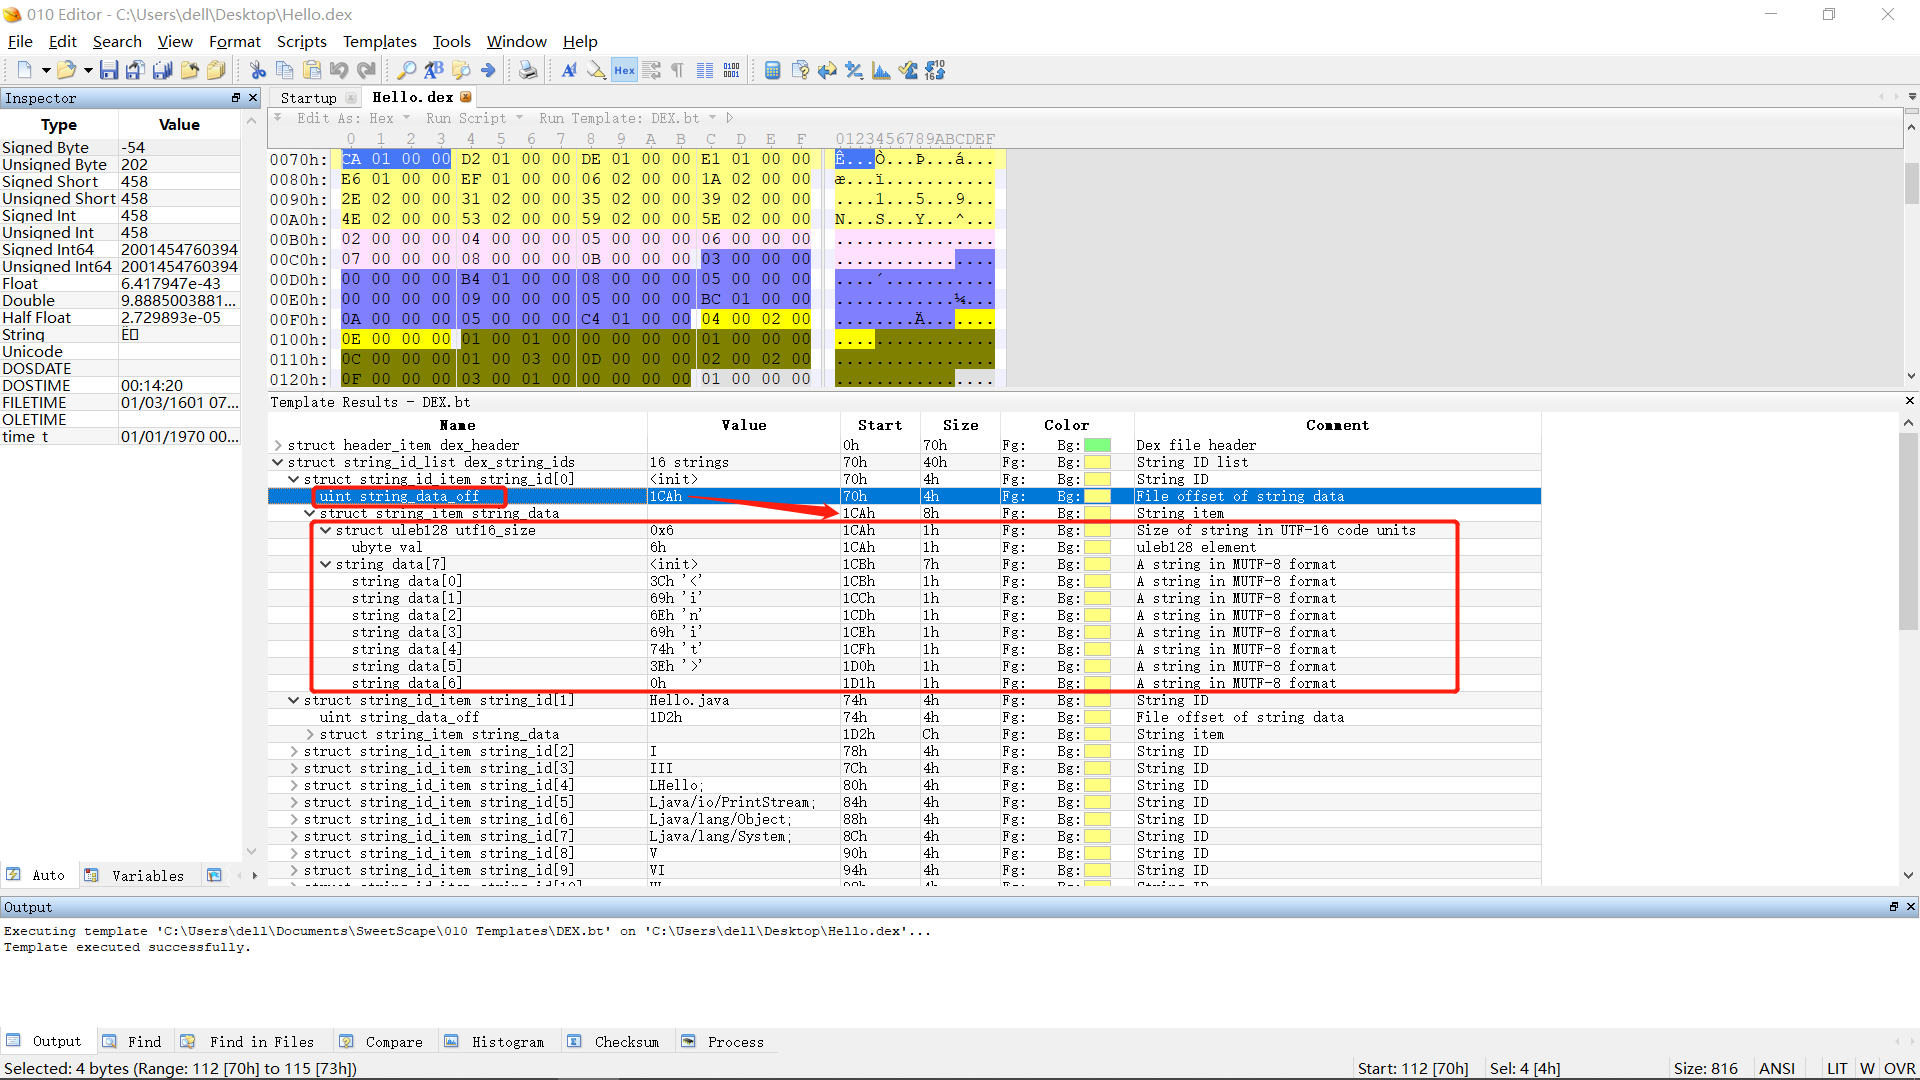 010 Editor - C:\Users\dell\Desktop\Hello.dex
File Edit Search View Format Scripts Templates Tools Window Help
Inspector
Startup Hello.dex
Type Value
Signed Byte -54
Unsigned Byte 202
Signed Short 458
Unsigned Short 458
Signed Int 458
Unsigned Int 458
Signed Int64 2001454760394
Unsigned Int64 2001454760394
Float 6.417947e-43
Double 9.8885003881...
Half Float 2.729893e-05
String
Unicode
DOSDATE
DOSTIME 00:14:20
FILETIME 01/03/1601 07...
OLETIME
time_t 01/01/1970 00...
Auto Variables
Edit As: Hex Run Script Run Template: DEX.bt
0 1 2 3 4 5 6 7 8 9 A B C D E F 0123456789ABCDEF
0070h: CA 01 00 00 D2 01 00 00 DE 01 00 00 E1 01 00 00 Ê...Ò...Þ...á...
0080h: E6 01 00 00 EF 01 00 00 06 02 00 00 1A 02 00 00 æ...ï...........
0090h: 2E 02 00 00 31 02 00 00 35 02 00 00 39 02 00 00 ....1...5...9...
00A0h: 4E 02 00 00 53 02 00 00 59 02 00 00 5E 02 00 00 N...S...Y...^...
00B0h: 02 00 00 00 04 00 00 00 05 00 00 00 06 00 00 00 ................
00C0h: 07 00 00 00 08 00 00 00 0B 00 00 00 03 00 00 00 ................
00D0h: 00 00 00 00 B4 01 00 00 08 00 00 00 05 00 00 00 ....´...........
00E0h: 00 00 00 00 09 00 00 00 05 00 00 00 BC 01 00 00 ............¼...
00F0h: 0A 00 00 00 05 00 00 00 C4 01 00 00 04 00 02 00 ........Ä.......
0100h: 0E 00 00 00 01 00 01 00 00 00 00 00 01 00 00 00 ................
0110h: 0C 00 00 00 01 00 03 00 0D 00 00 00 02 00 02 00 ................
0120h: 0F 00 00 00 03 00 01 00 00 00 00 00 01 00 00 00 ................
Template Results - DEX.bt
Name Value Start Size Color Comment
struct header_item dex_header 0h 70h Fg: Bg: Dex file header
struct string_id_list dex_string_ids 16 strings 70h 40h Fg: Bg: String ID list
struct string_id_item string_id[0] <init> 70h 4h Fg: Bg: String ID
uint string_data_off 1CAh 70h 4h Fg: Bg: File offset of string data
struct string_item string_data 1CAh 8h Fg: Bg: String item
struct uleb128 utf16_size 0x6 1CAh 1h Fg: Bg: Size of string in UTF-16 code units
ubyte val 6h 1CAh 1h Fg: Bg: uleb128 element
string data[7] <init> 1CBh 7h Fg: Bg: A string in MUTF-8 format
string data[0] 3Ch '<' 1CBh 1h Fg: Bg: A string in MUTF-8 format
string data[1] 69h 'i' 1CCh 1h Fg: Bg: A string in MUTF-8 format
string data[2] 6Eh 'n' 1CDh 1h Fg: Bg: A string in MUTF-8 format
string data[3] 69h 'i' 1CEh 1h Fg: Bg: A string in MUTF-8 format
string data[4] 74h 't' 1CFh 1h Fg: Bg: A string in MUTF-8 format
string data[5] 3Eh '>' 1D0h 1h Fg: Bg: A string in MUTF-8 format
string data[6] 0h 1D1h 1h Fg: Bg: A string in MUTF-8 format
struct string_id_item string_id[1] Hello.java 74h 4h Fg: Bg: String ID
uint string_data_off 1D2h 74h 4h Fg: Bg: File offset of string data
struct string_item string_data 1D2h Ch Fg: Bg: String item
struct string_id_item string_id[2] I 78h 4h Fg: Bg: String ID
struct string_id_item string_id[3] III 7Ch 4h Fg: Bg: String ID
struct string_id_item string_id[4] LHello; 80h 4h Fg: Bg: String ID
struct string_id_item string_id[5] Ljava/io/PrintStream; 84h 4h Fg: Bg: String ID
struct string_id_item string_id[6] Ljava/lang/Object; 88h 4h Fg: Bg: String ID
struct string_id_item string_id[7] Ljava/lang/System; 8Ch 4h Fg: Bg: String ID
struct string_id_item string_id[8] V 90h 4h Fg: Bg: String ID
struct string_id_item string_id[9] VI 94h 4h Fg: Bg: String ID
Output
Executing template 'C:\Users\dell\Documents\SweetScape\010 Templates\DEX.bt' on 'C:\Users\dell\Desktop\Hello.dex'...
Template executed successfully.
Output Find Find in Files Compare Histogram Checksum Process
Selected: 4 bytes (Range: 112 [70h] to 115 [73h]) Start: 112 [70h] Sel: 4 [4h] Size: 816 ANSI LIT W OVR